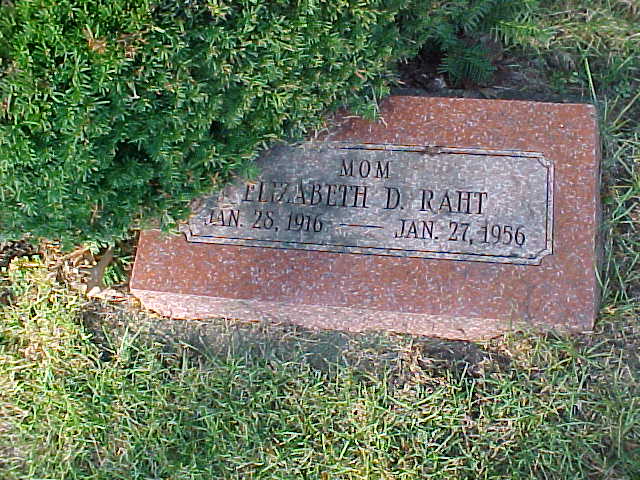 MOM
ELIZABETH D. RAHT
JAN. 28, 1916 — JAN. 27, 1956